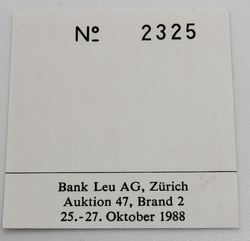 Nº 2325
Bank Leu AG, Zürich
Auktion 47, Brand 2
25.-27. Oktober 1988